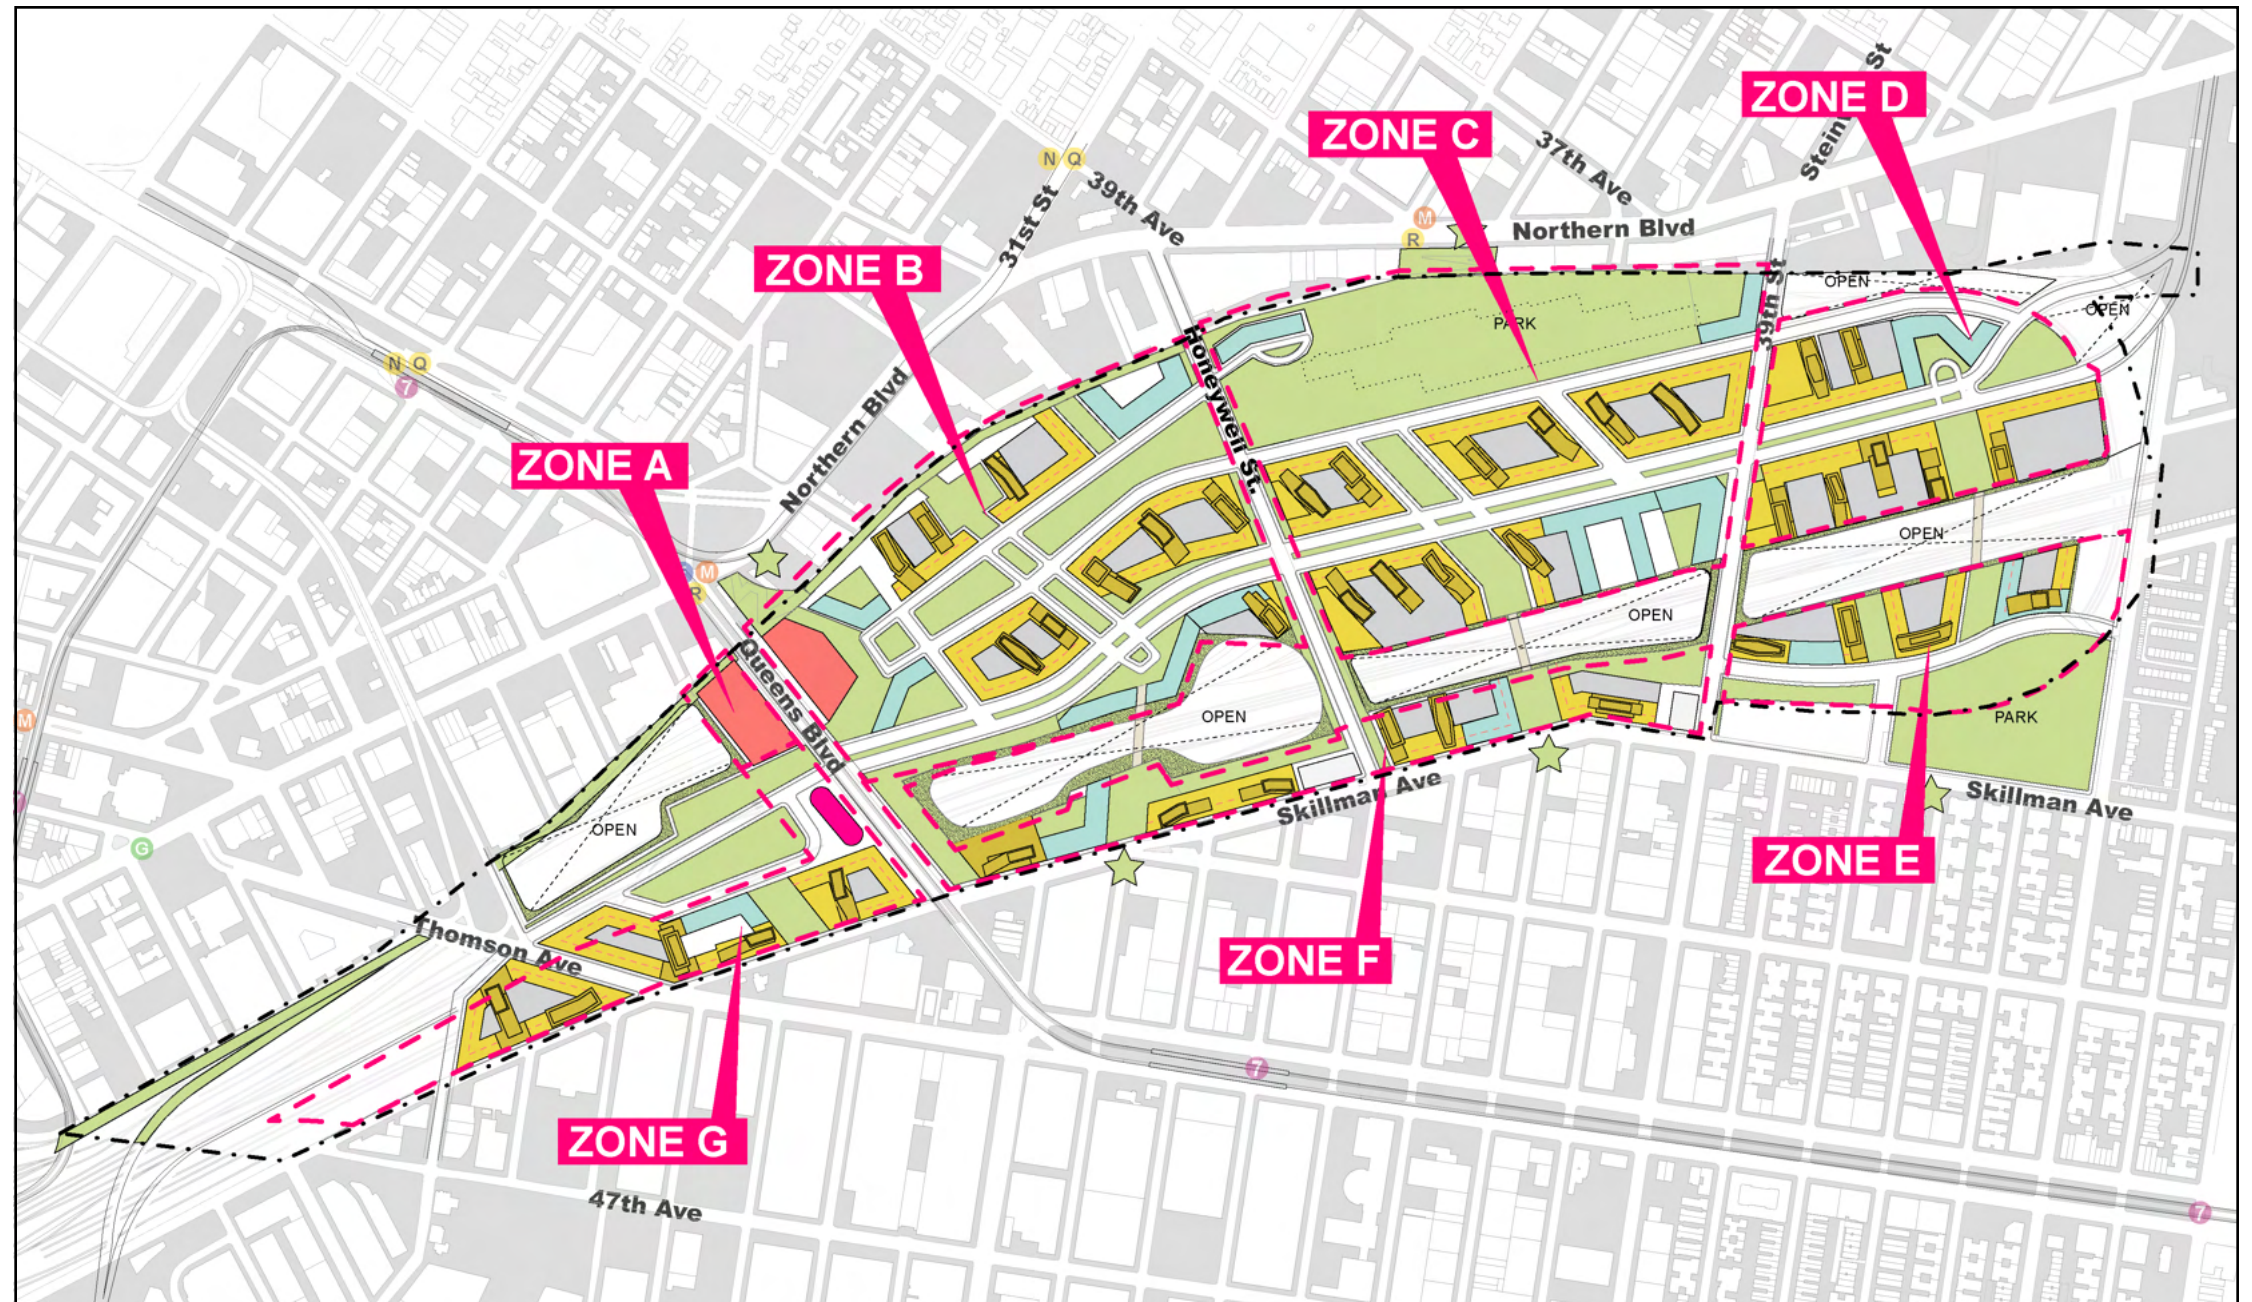 ZONE D
Steinw St
ZONE C
37th Ave
N Q
39th Ave
31st St
M
R
Northern Blvd
ZONE B
39th St
OPEN
OPEN
PARK
Honeywell St.
N Q
7
Northern Blvd
ZONE A
M
R
OPEN
OPEN
Queens Blvd
OPEN
PARK
M
OPEN
Skillman Ave
Skillman Ave
G
ZONE E
Thomson Ave
ZONE F
7
ZONE G
47th Ave
7